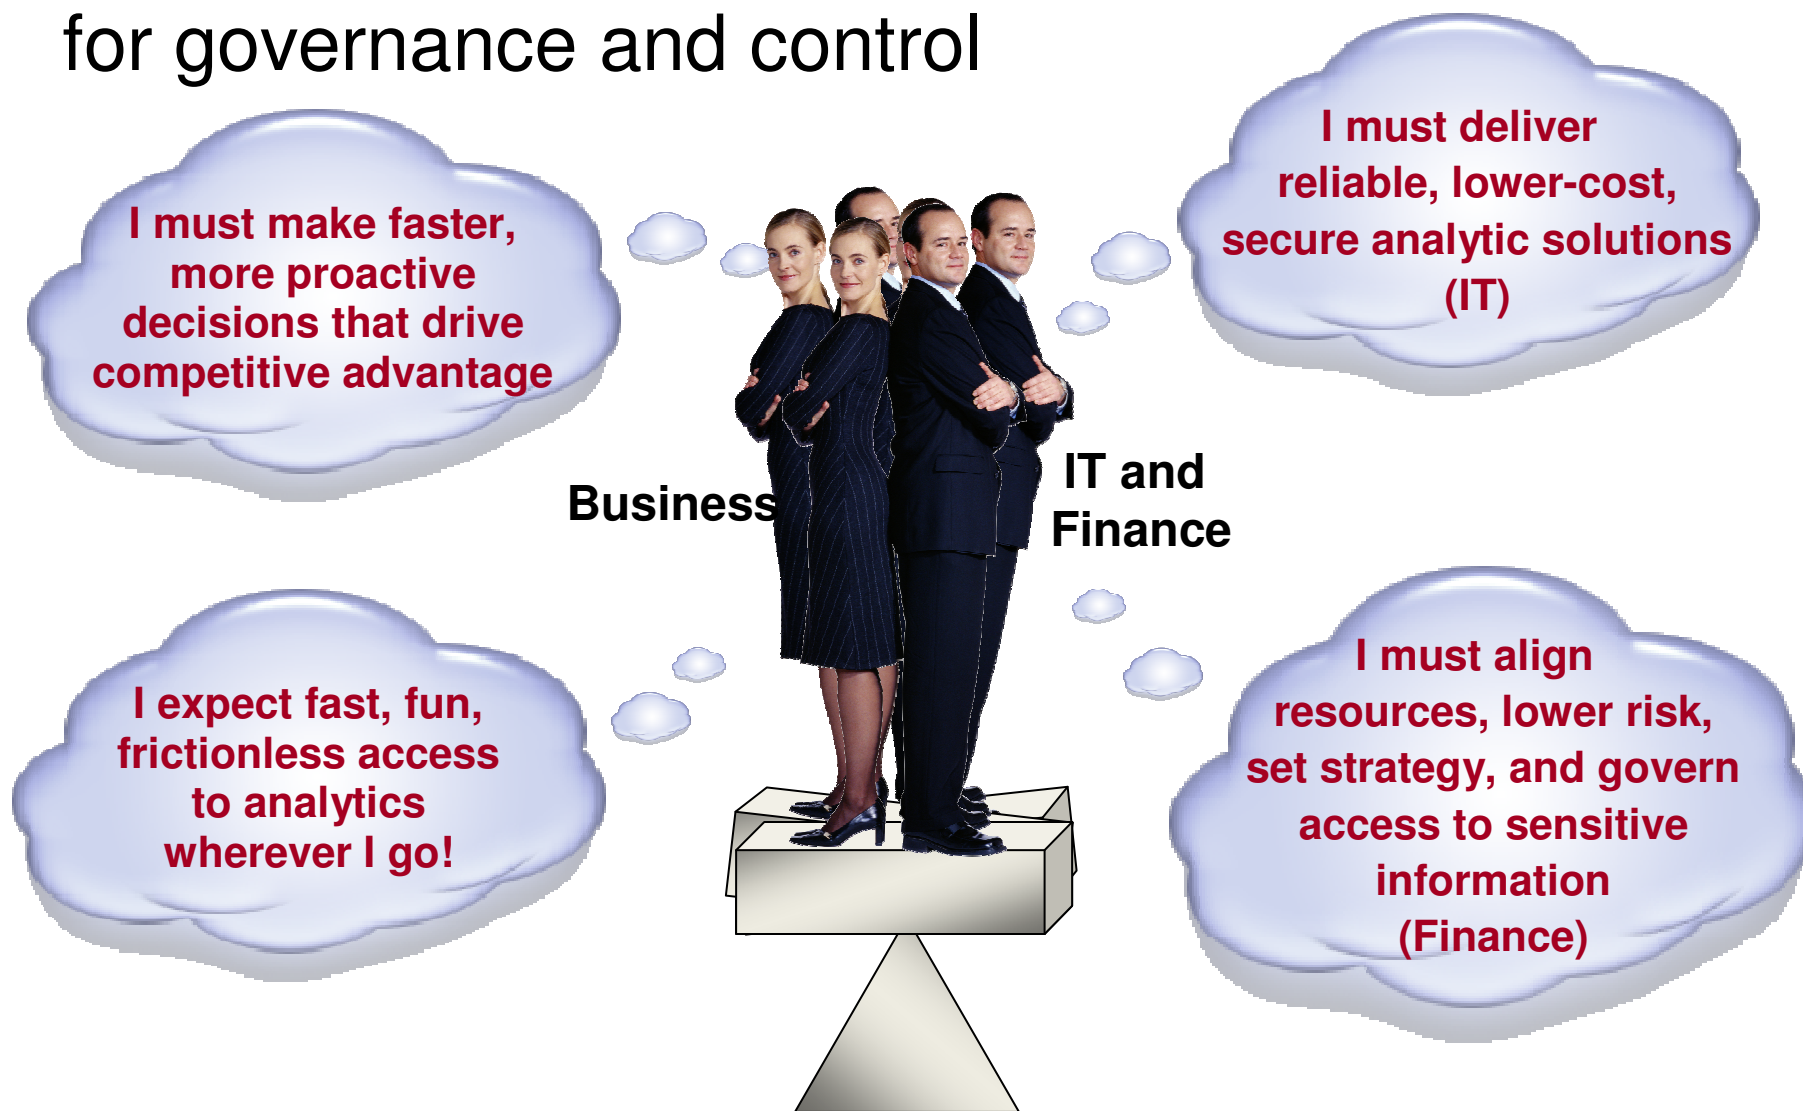 for governance and control
I must make faster,
more proactive
decisions that drive
competitive advantage
I must deliver
reliable, lower-cost,
secure analytic solutions
(IT)
Business
IT and
Finance
I expect fast, fun,
frictionless access
to analytics
wherever I go!
I must align
resources, lower risk,
set strategy, and govern
access to sensitive
information
(Finance)